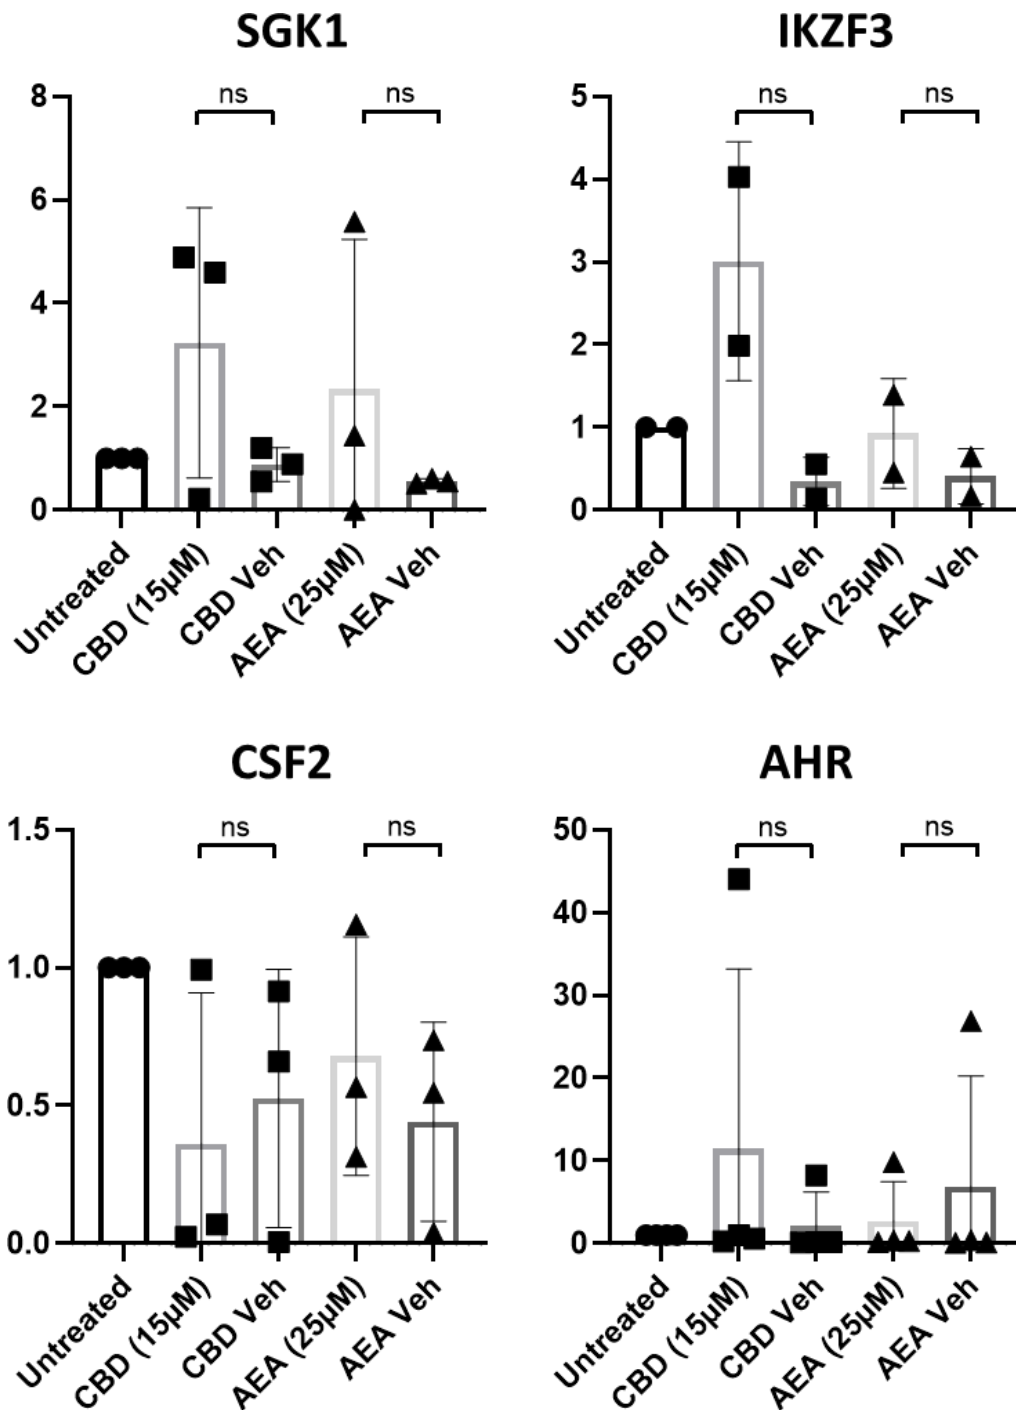 SGK1
8
6
4
2
0
ns
ns
Untreated
CBD (15µM)
CBD Veh
AEA (25µM)
AEA Veh
IKZF3
5
4
3
2
1
0
ns
ns
Untreated
CBD (15µM)
CBD Veh
AEA (25µM)
AEA Veh
CSF2
1.5
1.0
0.5
0.0
ns
ns
Untreated
CBD (15µM)
CBD Veh
AEA (25µM)
AEA Veh
AHR
50
40
30
20
10
0
ns
ns
Untreated
CBD (15µM)
CBD Veh
AEA (25µM)
AEA Veh